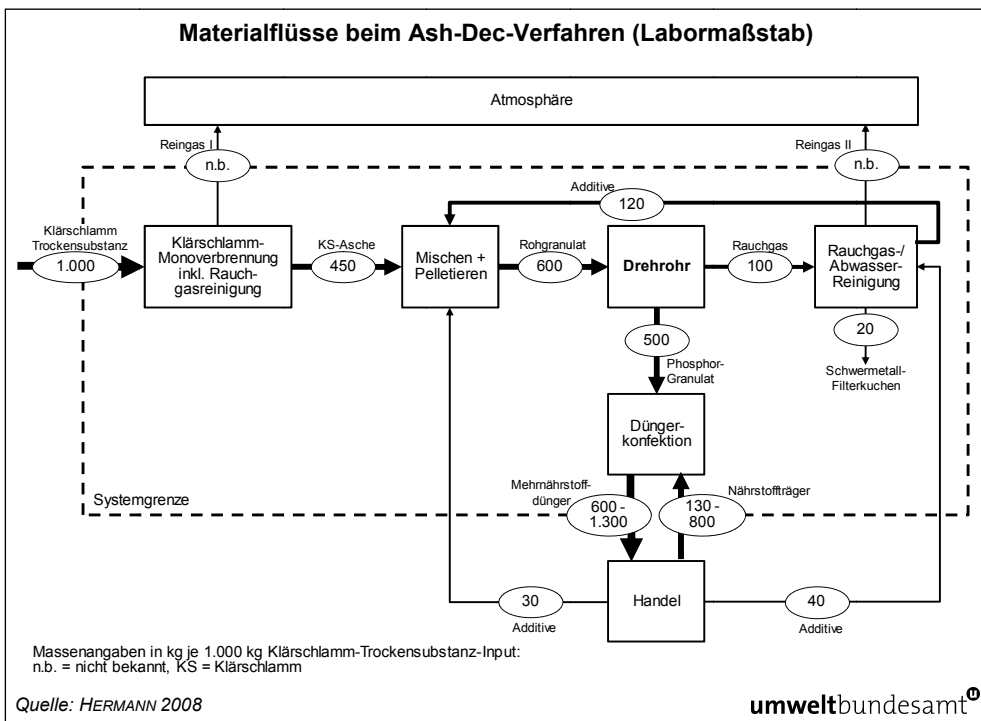 Materialflüsse beim Ash-Dec-Verfahren (Labormaßstab)
Atmosphäre
Reingas I
n.b.
Reingas II
n.b.
Additive
120
Klärschlamm
Trockensubstanz
1.000
Klärschlamm-
Monoverbrennung
inkl. Rauch-
gasreinigung
KS-Asche
450
Mischen +
Pelletieren
Rohgranulat
600
Drehrohr
Rauchgas
100
Rauchgas-/
Abwasser-
Reinigung
20
Schwermetall-
Filterkuchen
500
Phosphor-
Granulat
Dünger-
konfektion
Systemgrenze
Mehrnährstoff-
dünger
600 -
1.300
Nährstoffträger
130 -
800
30
Additive
Handel
40
Additive
Massenangaben in kg je 1.000 kg Klärschlamm-Trockensubstanz-Input:
n.b. = nicht bekannt, KS = Klärschlamm
Quelle: HERMANN 2008
umweltbundesamt u